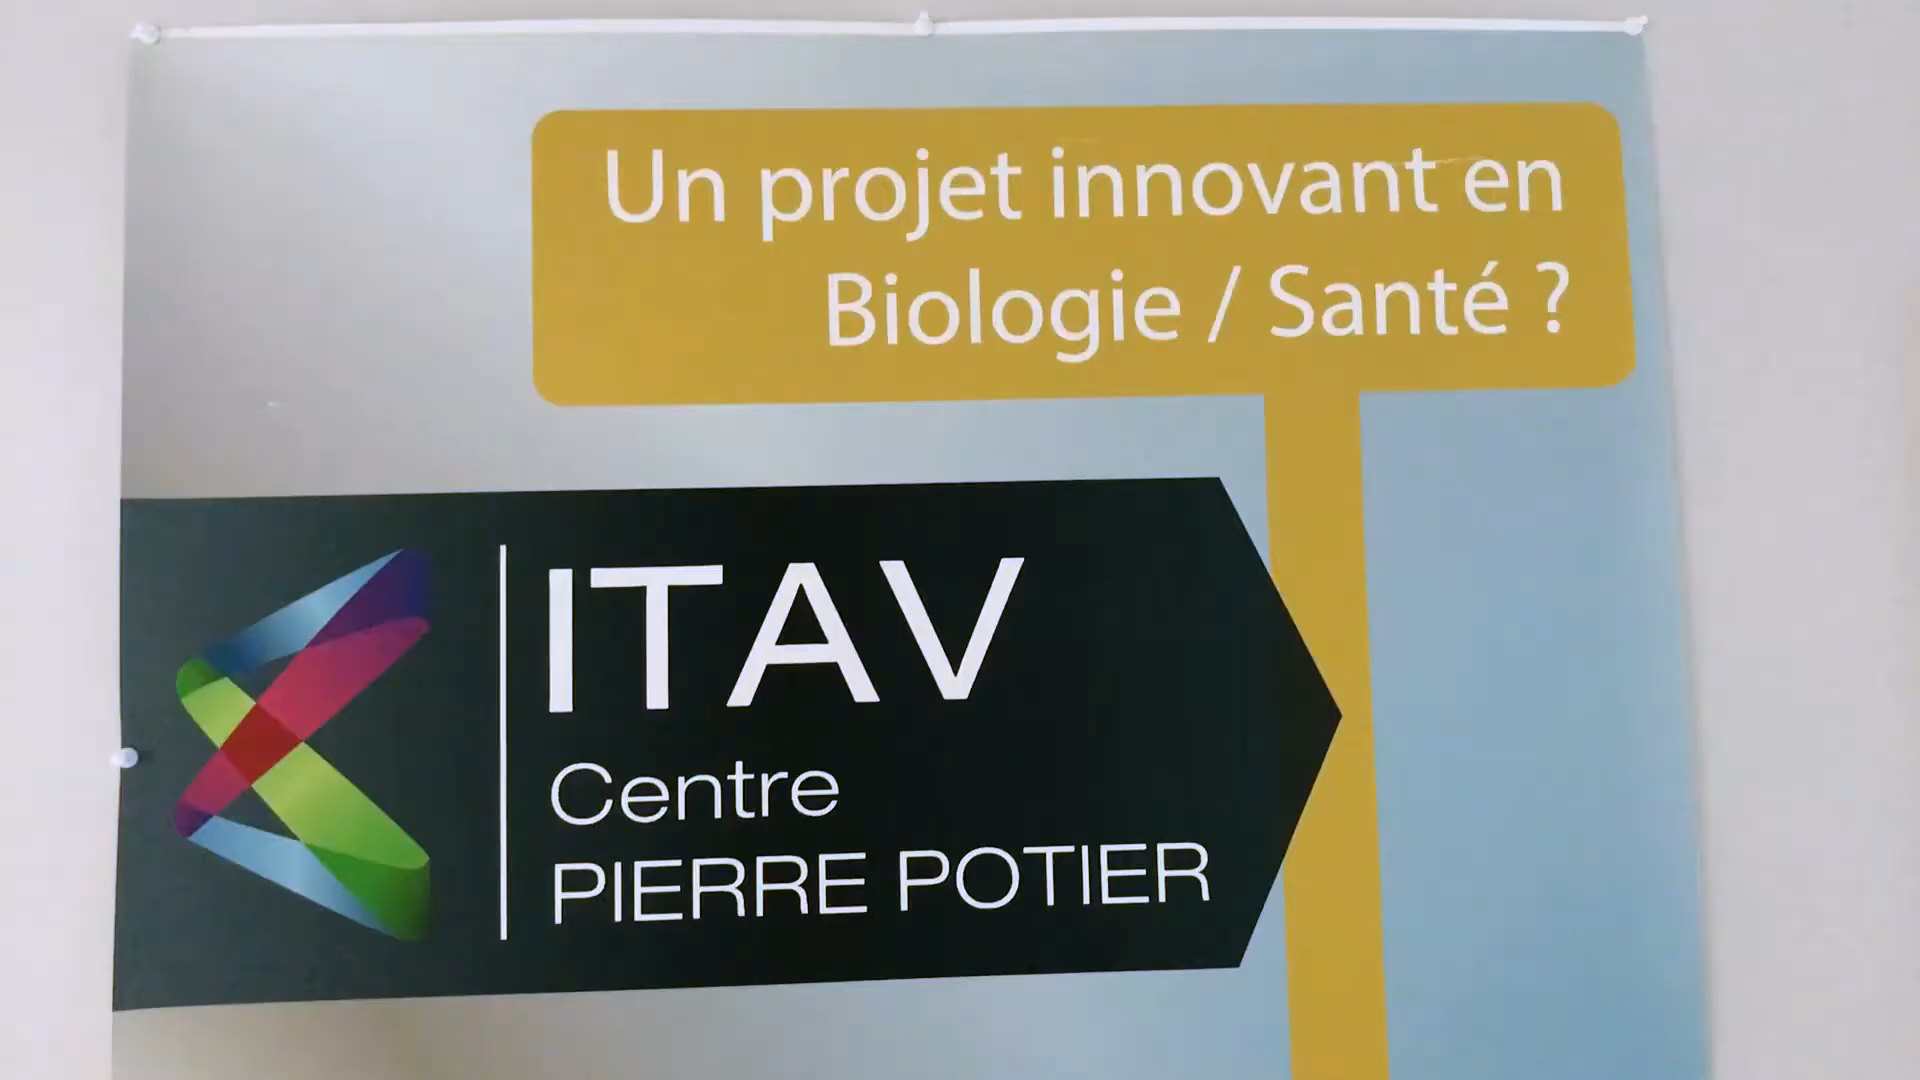 Un projet innovant en
Biologie / Santé ?
ITAV
Centre
PIERRE POTIER